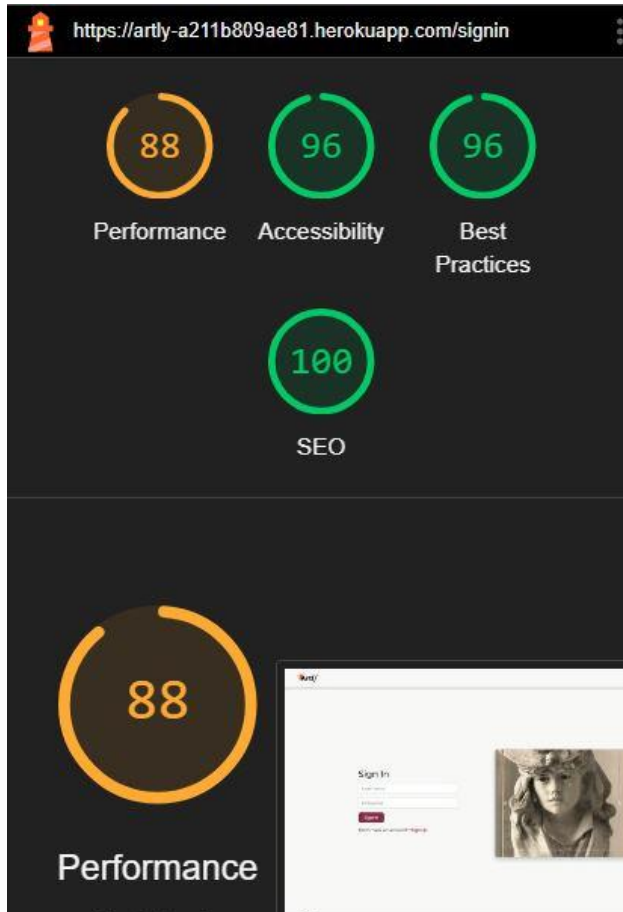 https://artly-a211b809ae81.herokuapp.com/signin
88
96
96
Performance
Accessibility
Best
Practices
100
SEO
88
Performance
Sign In